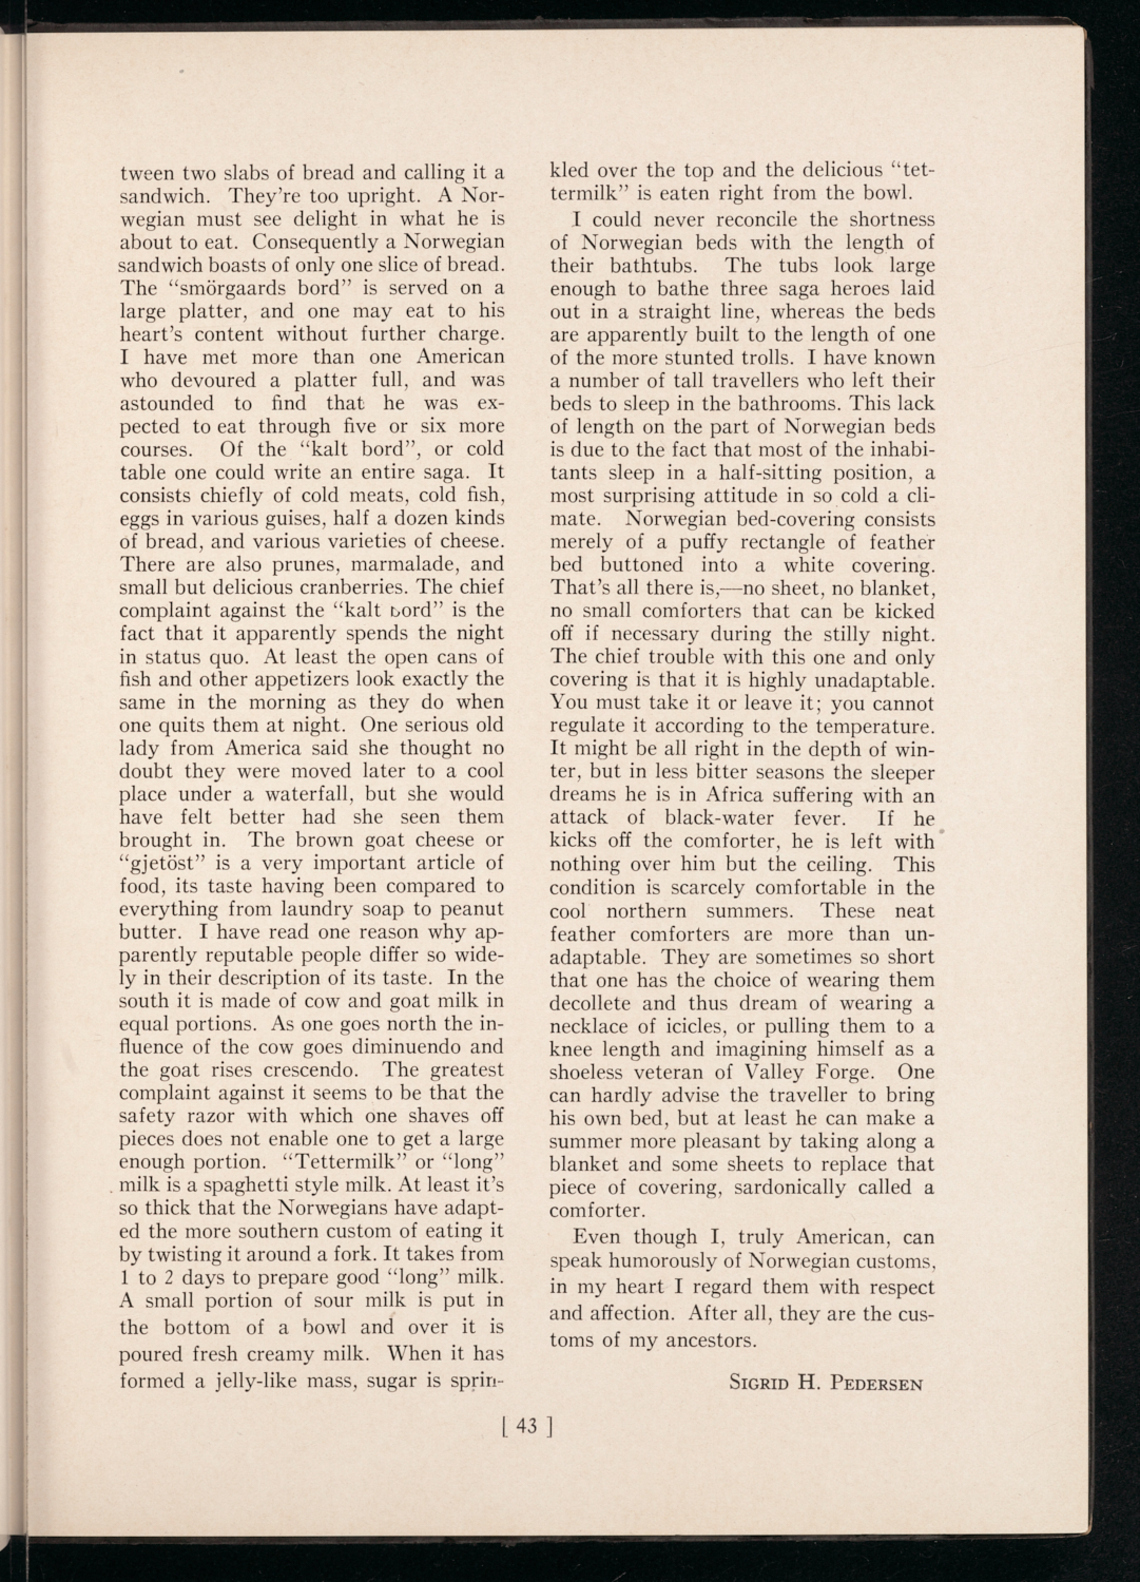 tween two slabs of bread and calling it a
sandwich. They're too upright. A Nor-
wegian must see delight in what he is
about to eat. Consequently a Norwegian
sandwich boasts of only one slice of bread.
The “smörgaards bord” is served on a
large platter, and one may eat to his
heart's content without further charge.
I have met more than one American
who devoured a platter full, and was
astounded to find that he was ex-
pected to eat through five or six more
courses. Of the “kalt bord”, or cold
table one could write an entire saga. It
consists chiefly of cold meats, cold fish,
eggs in various guises, half a dozen kinds
of bread, and various varieties of cheese.
There are also prunes, marmalade, and
small but delicious cranberries. The chief
complaint against the “kalt bord” is the
fact that it apparently spends the night
in status quo. At least the open cans of
fish and other appetizers look exactly the
same in the morning as they do when
one quits them at night. One serious old
lady from America said she thought no
doubt they were moved later to a cool
place under a waterfall, but she would
have felt better had she seen them
brought in. The brown goat cheese or
“gjetöst” is a very important article of
food, its taste having been compared to
everything from laundry soap to peanut
butter. I have read one reason why ap-
parently reputable people differ so wide-
ly in their description of its taste. In the
south it is made of cow and goat milk in
equal portions. As one goes north the in-
fluence of the cow goes diminuendo and
the goat rises crescendo. The greatest
complaint against it seems to be that the
safety razor with which one shaves off
pieces does not enable one to get a large
enough portion. “Tettermilk” or “long”
milk is a spaghetti style milk. At least it's
so thick that the Norwegians have adapt-
ed the more southern custom of eating it
by twisting it around a fork. It takes from
1 to 2 days to prepare good “long” milk.
A small portion of sour milk is put in
the bottom of a bowl and over it is
poured fresh creamy milk. When it has
formed a jelly-like mass, sugar is sprin-
kled over the top and the delicious “tet-
termilk” is eaten right from the bowl.
I could never reconcile the shortness
of Norwegian beds with the length of
their bathtubs. The tubs look large
enough to bathe three saga heroes laid
out in a straight line, whereas the beds
are apparently built to the length of one
of the more stunted trolls. I have known
a number of tall travellers who left their
beds to sleep in the bathrooms. This lack
of length on the part of Norwegian beds
is due to the fact that most of the inhabi-
tants sleep in a half-sitting position, a
most surprising attitude in so cold a cli-
mate. Norwegian bed-covering consists
merely of a puffy rectangle of feather
bed buttoned into a white covering.
That's all there is,—no sheet, no blanket,
no small comforters that can be kicked
off if necessary during the stilly night.
The chief trouble with this one and only
covering is that it is highly unadaptable.
You must take it or leave it; you cannot
regulate it according to the temperature.
It might be all right in the depth of win-
ter, but in less bitter seasons the sleeper
dreams he is in Africa suffering with an
attack of black-water fever. If he
kicks off the comforter, he is left with
nothing over him but the ceiling. This
condition is scarcely comfortable in the
cool northern summers. These neat
feather comforters are more than un-
adaptable. They are sometimes so short
that one has the choice of wearing them
decollete and thus dream of wearing a
necklace of icicles, or pulling them to a
knee length and imagining himself as a
shoeless veteran of Valley Forge. One
can hardly advise the traveller to bring
his own bed, but at least he can make a
summer more pleasant by taking along a
blanket and some sheets to replace that
piece of covering, sardonically called a
comforter.
Even though I, truly American, can
speak humorously of Norwegian customs,
in my heart I regard them with respect
and affection. After all, they are the cus-
toms of my ancestors.
SIGRID H. PEDERSEN
[ 43 ]